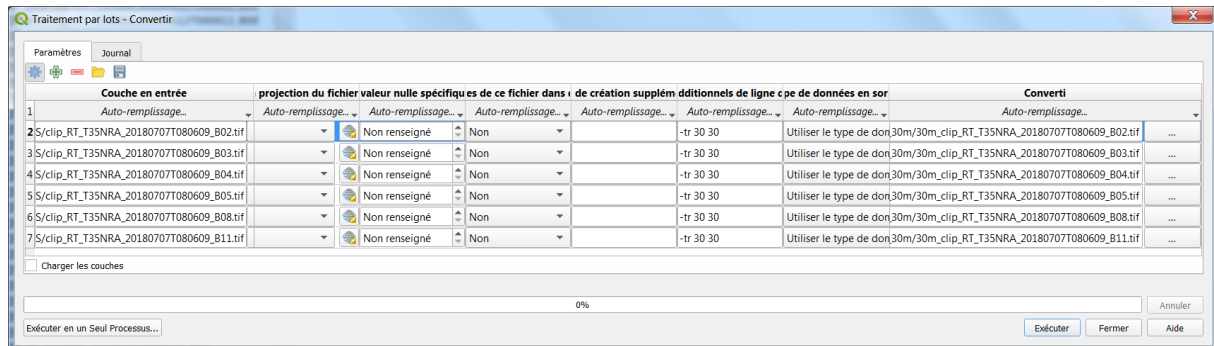 Traitement par lots - Convertir
Paramètres Journal
Couche en entrée projection du fichier valeur nulle spécifiqu es de ce fichier dans de création supplém dditionnels de ligne pe de données en sor Converti
1 Auto-remplissage... Auto-remplissage... Auto-remplissage... Auto-remplissage... Auto-remplissage... Auto-remplissage... Auto-remplissage... Auto-remplissage...
2 S/clip_RT_T35NRA_20180707T080609_B02.tif Non renseigné Non -tr 30 30 Utiliser le type de don 30m/30m_clip_RT_T35NRA_20180707T080609_B02.tif ...
3 S/clip_RT_T35NRA_20180707T080609_B03.tif Non renseigné Non -tr 30 30 Utiliser le type de don 30m/30m_clip_RT_T35NRA_20180707T080609_B03.tif ...
4 S/clip_RT_T35NRA_20180707T080609_B04.tif Non renseigné Non -tr 30 30 Utiliser le type de don 30m/30m_clip_RT_T35NRA_20180707T080609_B04.tif ...
5 S/clip_RT_T35NRA_20180707T080609_B05.tif Non renseigné Non -tr 30 30 Utiliser le type de don 30m/30m_clip_RT_T35NRA_20180707T080609_B05.tif ...
6 S/clip_RT_T35NRA_20180707T080609_B08.tif Non renseigné Non -tr 30 30 Utiliser le type de don 30m/30m_clip_RT_T35NRA_20180707T080609_B08.tif ...
7 S/clip_RT_T35NRA_20180707T080609_B11.tif Non renseigné Non -tr 30 30 Utiliser le type de don 30m/30m_clip_RT_T35NRA_20180707T080609_B11.tif ...
Charger les couches
0% Annuler
Exécuter en un Seul Processus... Exécuter Fermer Aide